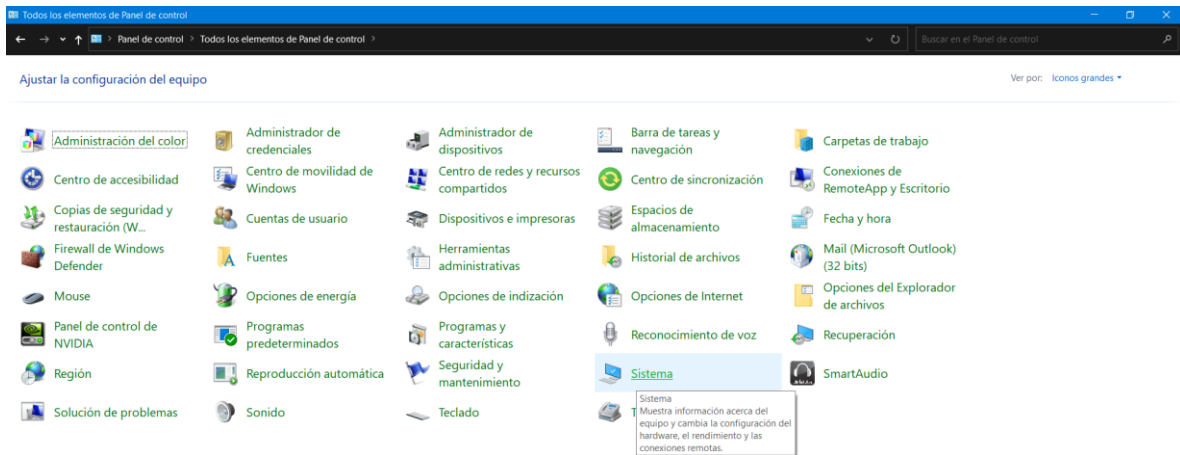 Todos los elementos de Panel de control
Panel de control > Todos los elementos de Panel de control >
Buscar en el Panel de control
Ajustar la configuración del equipo
Ver por: Iconos grandes
Administración del color
Administrador de
credenciales
Administrador de
dispositivos
Barra de tareas y
navegación
Carpetas de trabajo
Centro de accesibilidad
Centro de movilidad de
Windows
Centro de redes y recursos
compartidos
Centro de sincronización
Conexiones de
RemoteApp y Escritorio
Copias de seguridad y
restauración (W...
Cuentas de usuario
Dispositivos e impresoras
Espacios de
almacenamiento
Fecha y hora
Firewall de Windows
Defender
Fuentes
Herramientas
administrativas
Historial de archivos
Mail (Microsoft Outlook)
(32 bits)
Mouse
Opciones de energía
Opciones de indización
Opciones de Internet
Opciones del Explorador
de archivos
Panel de control de
NVIDIA
Programas
predeterminados
Programas y
características
Reconocimiento de voz
Recuperación
Región
Reproducción automática
Seguridad y
mantenimiento
Sistema
SmartAudio
Solución de problemas
Sonido
Teclado
T
Sistema
Muestra información acerca del
equipo y cambia la configuración del
hardware, el rendimiento y las
conexiones remotas.